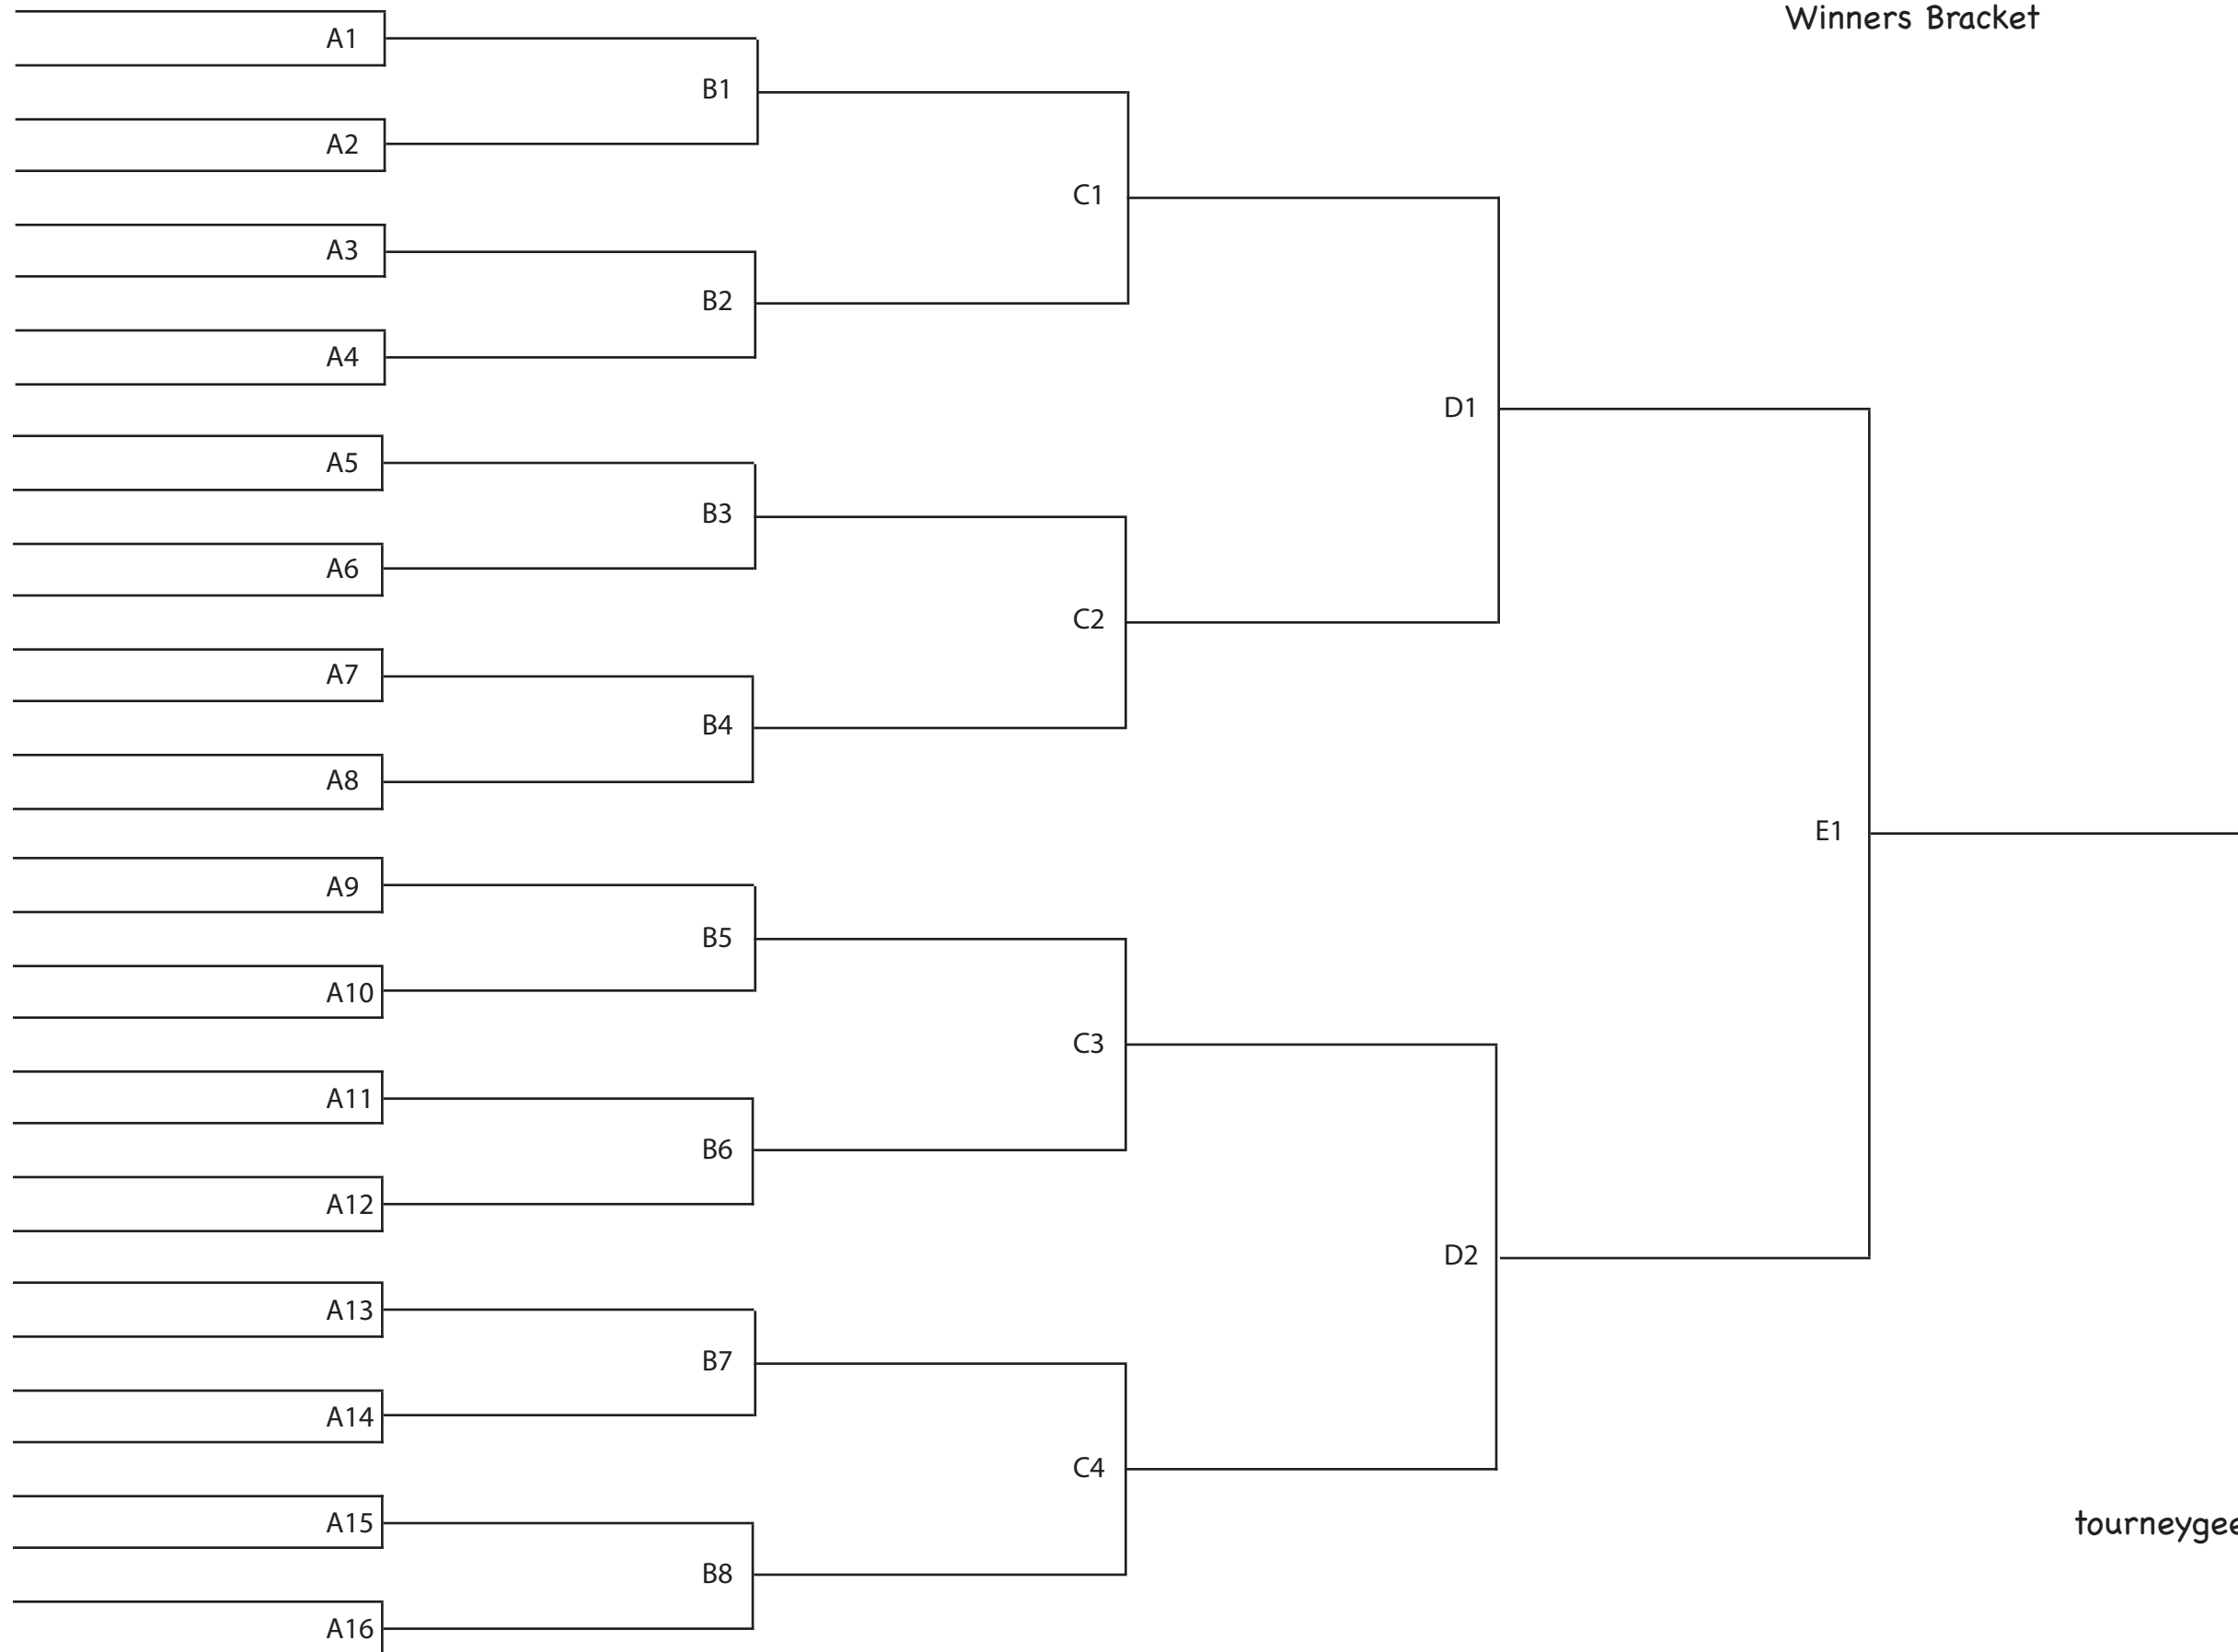 Winners Bracket
A1
B1
A2
C1
A3
B2
A4
D1
A5
B3
A6
C2
A7
B4
A8
E1
A9
B5
A10
C3
A11
B6
A12
D2
A13
B7
A14
C4
A15
B8
A16
tourneygee